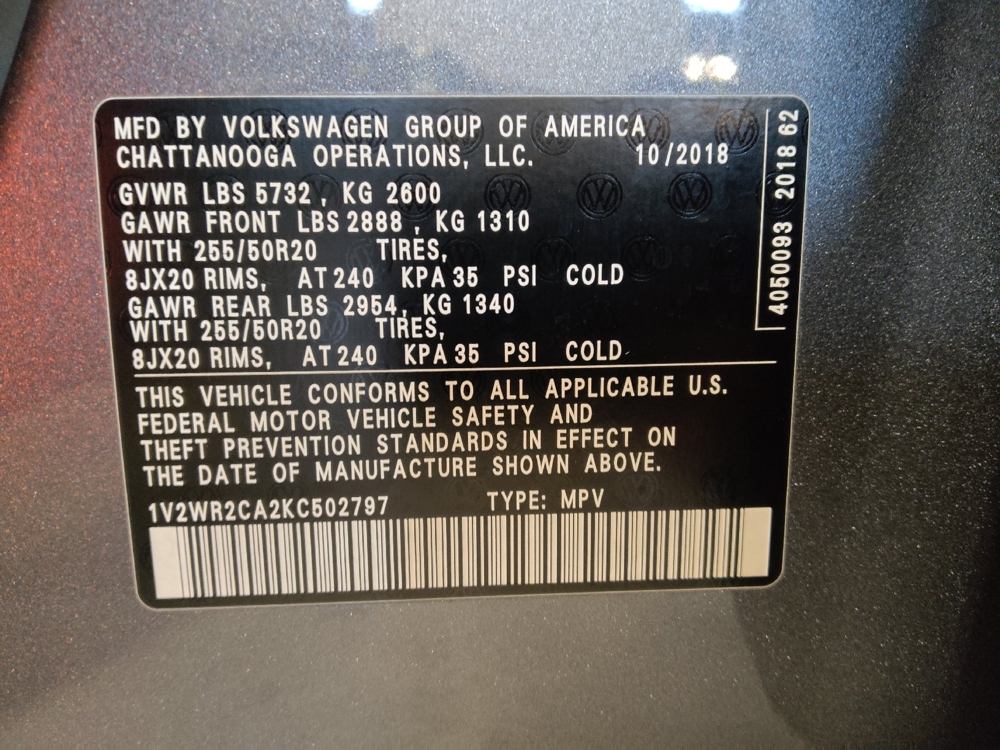 MFD BY VOLKSWAGEN GROUP OF AMERICA
CHATTANOOGA OPERATIONS, LLC. 10/2018
GVWR LBS 5732, KG 2600
GAWR FRONT LBS 2888, KG 1310
WITH 255/50R20 TIRES,
8JX20 RIMS, AT 240 KPA 35 PSI COLD
GAWR REAR LBS 2954, KG 1340
WITH 255/50R20 TIRES,
8JX20 RIMS, AT 240 KPA 35 PSI COLD
THIS VEHICLE CONFORMS TO ALL APPLICABLE U.S.
FEDERAL MOTOR VEHICLE SAFETY AND
THEFT PREVENTION STANDARDS IN EFFECT ON
THE DATE OF MANUFACTURE SHOWN ABOVE.
1V2WR2CA2KC502797 TYPE: MPV
4050093 2018 62